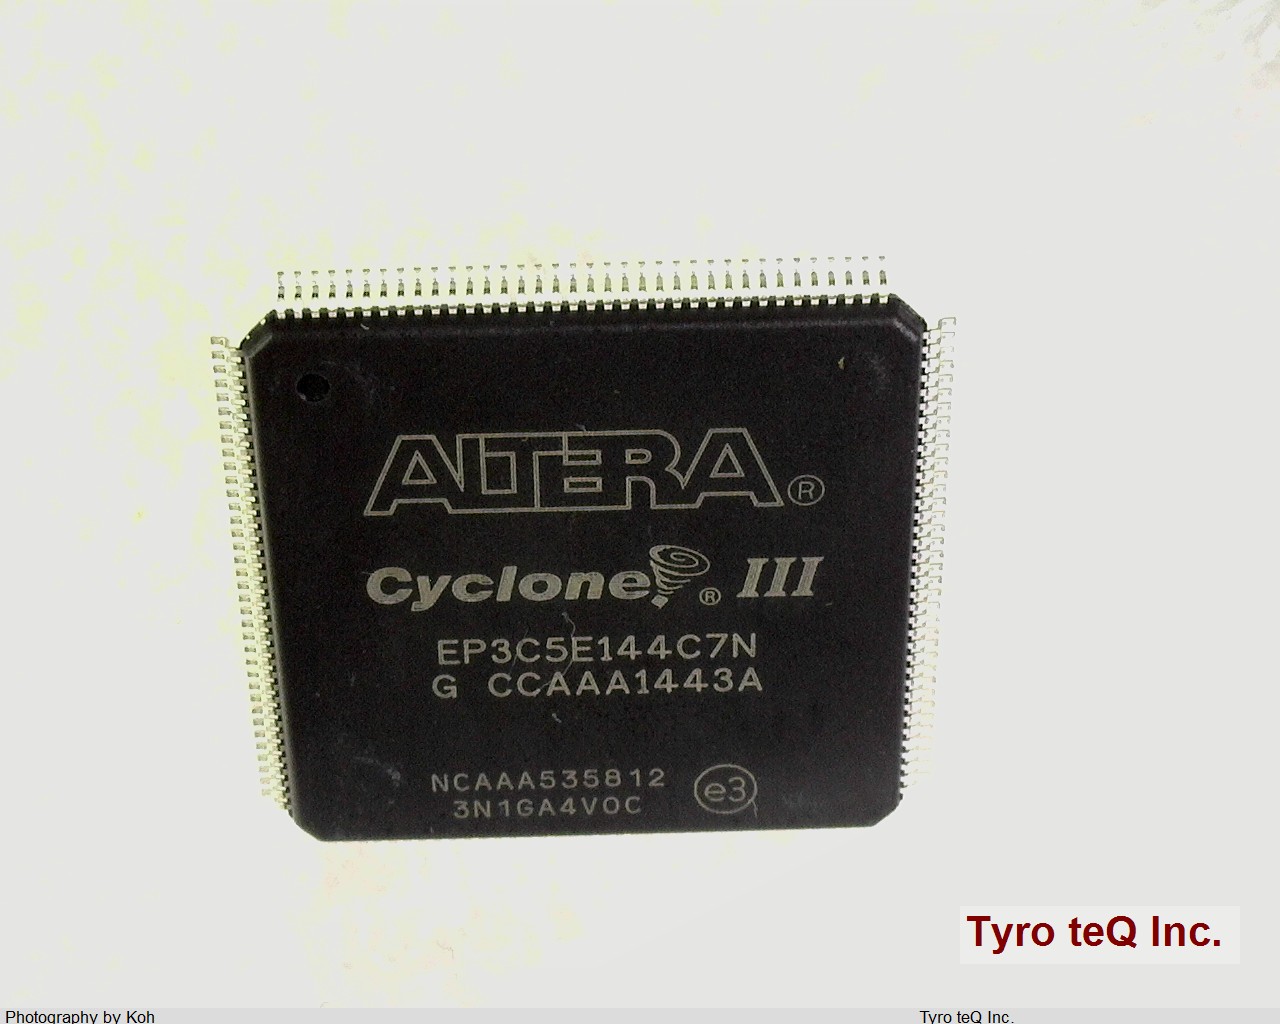 ALTERA®
Cyclone® III
EP3C5E144C7N
G CCAAA1443A
NCAAA535812
3N1GA4V0C
e3
Tyro teQ Inc.
Photography by Koh
Tyro teQ Inc.